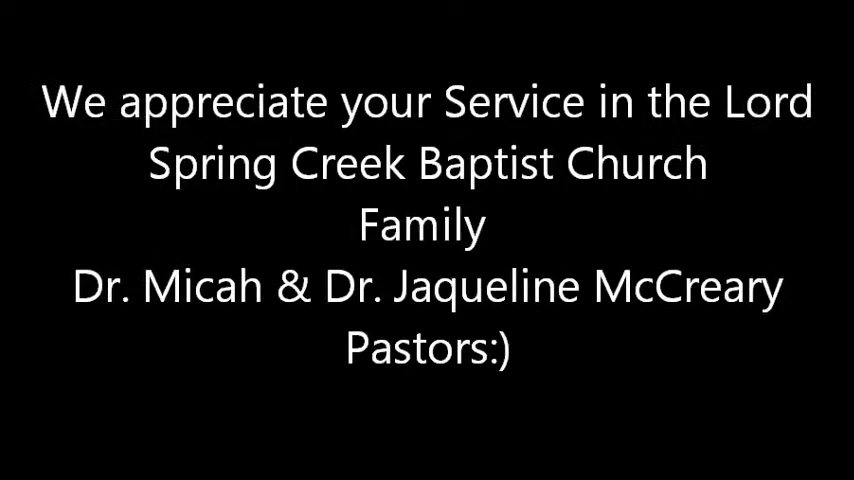 We appreciate your Service in the Lord
Spring Creek Baptist Church
Family
Dr. Micah & Dr. Jaqueline McCreary
Pastors:)